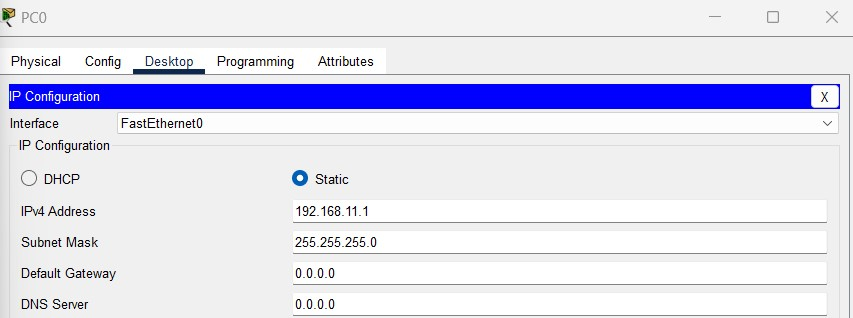 PC0
Physical Config Desktop Programming Attributes
IP Configuration X
Interface FastEthernet0
IP Configuration
DHCP Static
IPv4 Address 192.168.11.1
Subnet Mask 255.255.255.0
Default Gateway 0.0.0.0
DNS Server 0.0.0.0